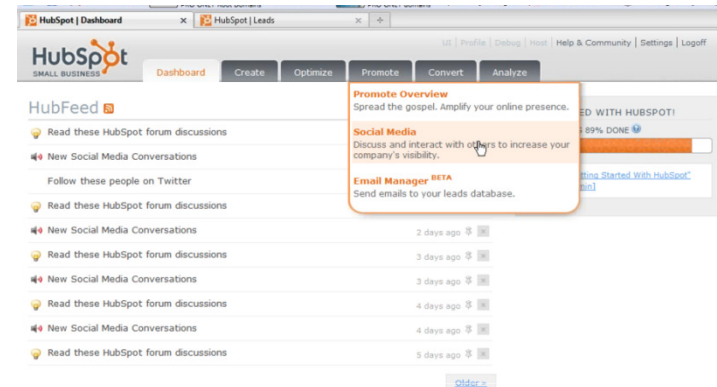 HubSpot | Dashboard
HubSpot | Leads
UI | Profile | Debug | Host | Help & Community | Settings | Logoff
HubSpot
SMALL BUSINESS
Dashboard
Create
Optimize
Promote
Convert
Analyze
HubFeed
Promote Overview
Spread the gospel. Amplify your online presence.
Social Media
Discuss and interact with others to increase your
company's visibility.
Email Manager BETA
Send emails to your leads database.
ED WITH HUBSPOT!
89% DONE
tting Started With HubSpot"
min]
Read these HubSpot forum discussions
New Social Media Conversations
Follow these people on Twitter
Read these HubSpot forum discussions
New Social Media Conversations
2 days ago
Read these HubSpot forum discussions
3 days ago
New Social Media Conversations
3 days ago
Read these HubSpot forum discussions
4 days ago
New Social Media Conversations
4 days ago
Read these HubSpot forum discussions
5 days ago
Older »